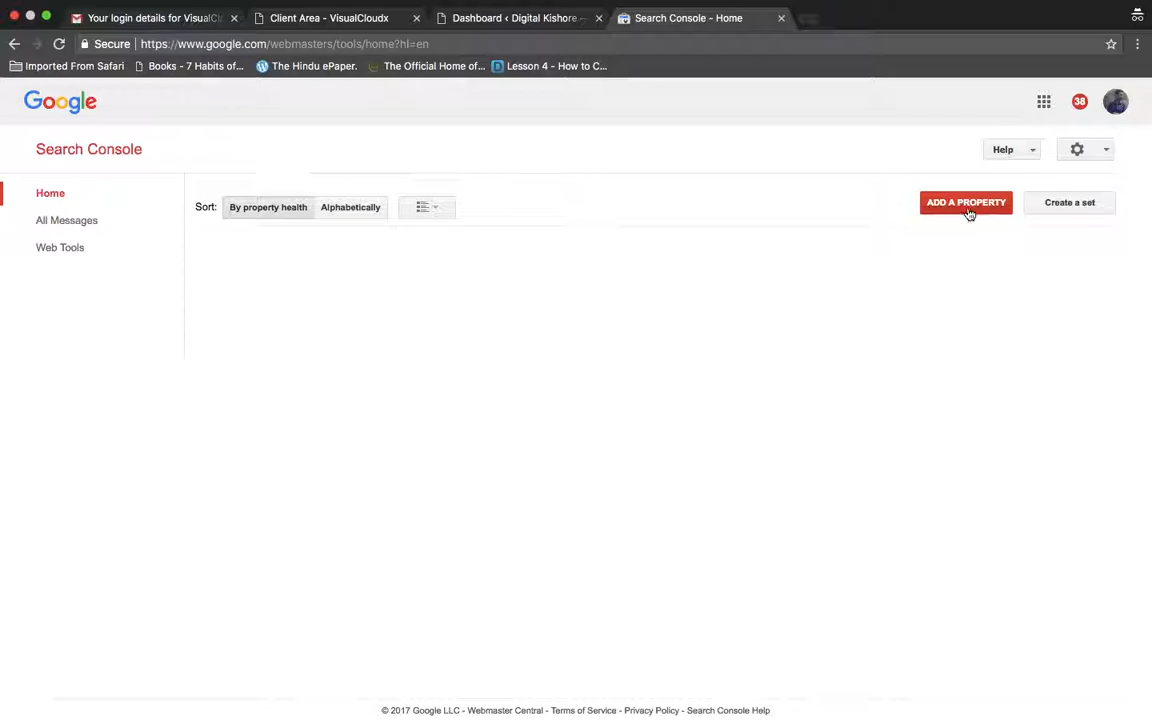 Your login details for VisualCl
Client Area - VisualCloudx
Dashboard ‹ Digital Kishore
Search Console - Home
Secure
https://www.google.com/webmasters/tools/home?hl=en
Imported From Safari
Books - 7 Habits of...
The Hindu ePaper.
The Official Home of...
Lesson 4 - How to C...
Google
38
Search Console
Help
Home
All Messages
Web Tools
Sort:
By property health
Alphabetically
ADD A PROPERTY
Create a set
© 2017 Google LLC - Webmaster Central - Terms of Service - Privacy Policy - Search Console Help